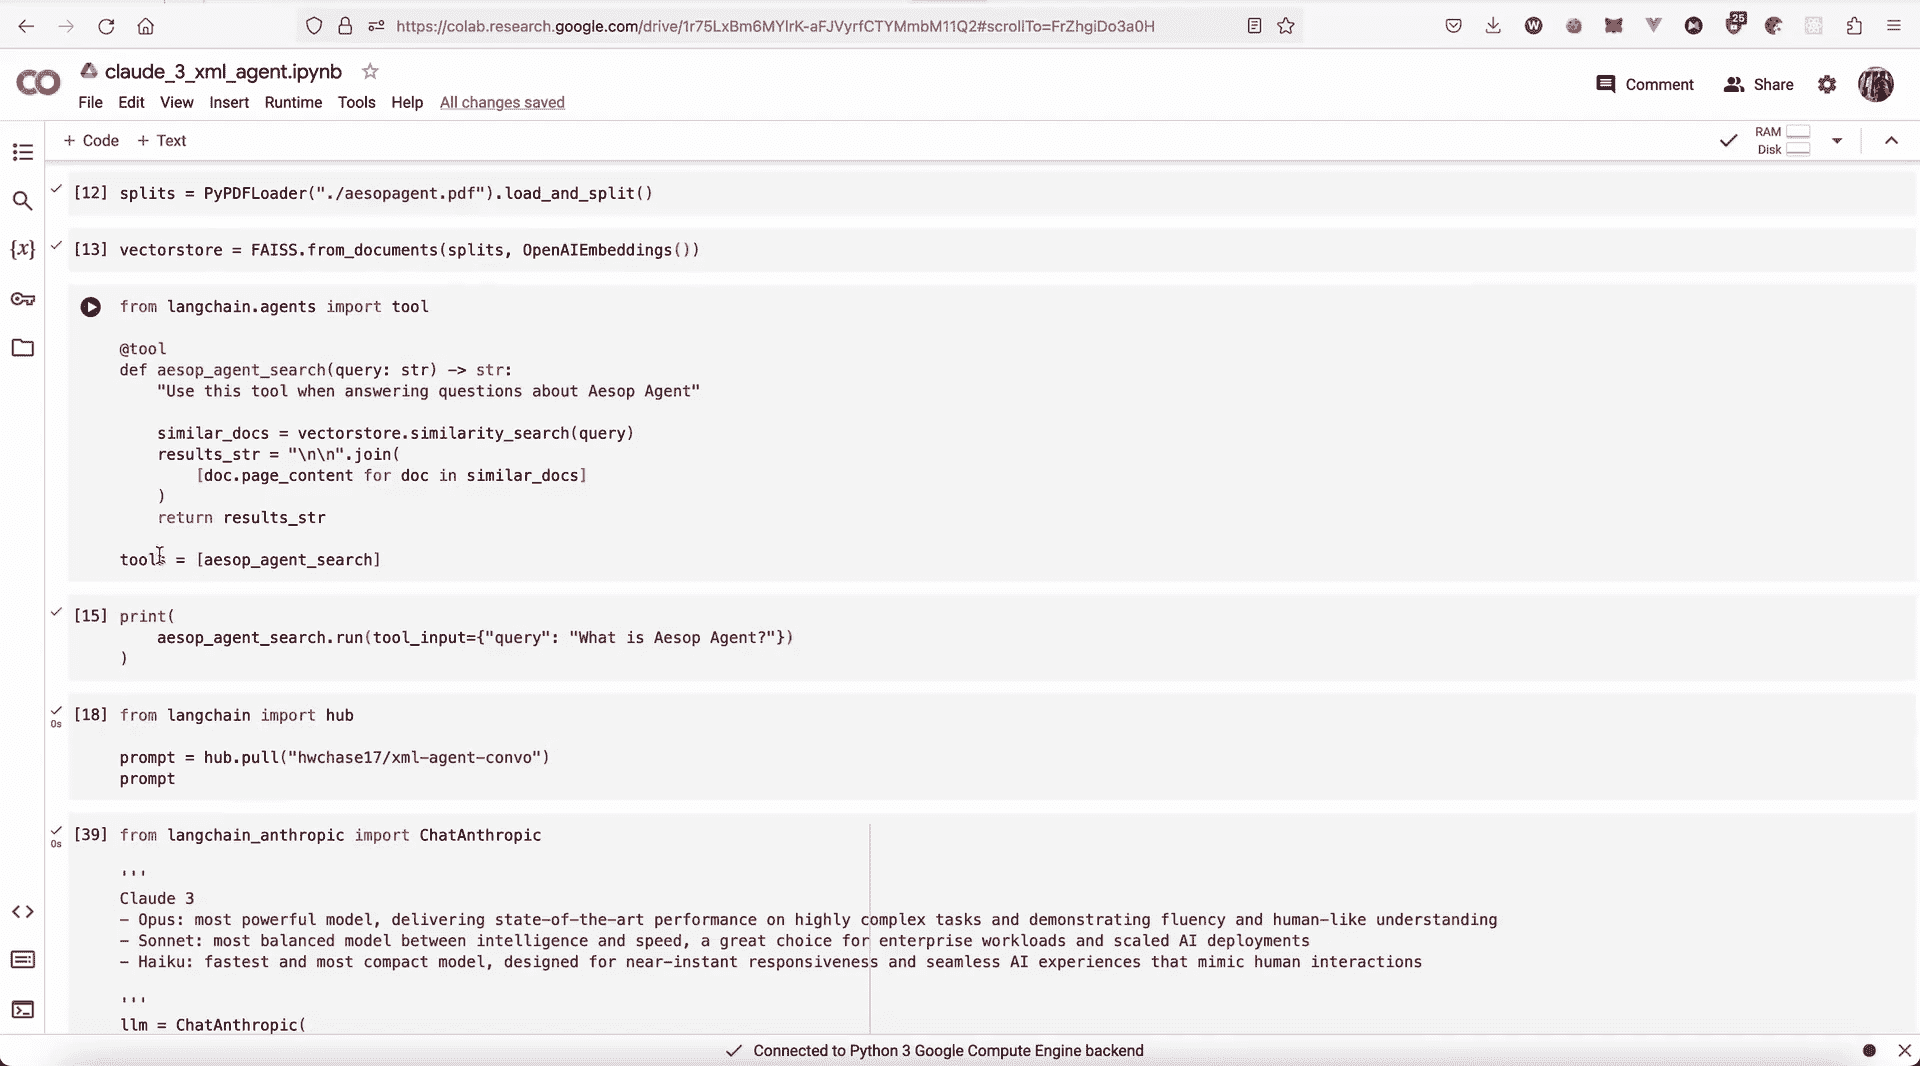 https://colab.research.google.com/drive/1r75LxBm6MYlrK-aFJVyrfCTYMmbM11Q2#scrollTo=FrZhgiDo3a0H
25
CO
claude_3_xml_agent.ipynb
File Edit View Insert Runtime Tools Help All changes saved
Comment
Share
+ Code + Text
RAM
Disk
[12] splits = PyPDFLoader("./aesopagent.pdf").load_and_split()
{x}
[13] vectorstore = FAISS.from_documents(splits, OpenAIEmbeddings())
from langchain.agents import tool
@tool
def aesop_agent_search(query: str) -> str:
"Use this tool when answering questions about Aesop Agent"
similar_docs = vectorstore.similarity_search(query)
results_str = "\n\n".join(
[doc.page_content for doc in similar_docs]
)
return results_str
tools = [aesop_agent_search]
[15] print(
aesop_agent_search.run(tool_input={"query": "What is Aesop Agent?"})
)
[18] from langchain import hub
0s
prompt = hub.pull("hwchase17/xml-agent-convo")
prompt
[39] from langchain_anthropic import ChatAnthropic
0s
'''
Claude 3
- Opus: most powerful model, delivering state-of-the-art performance on highly complex tasks and demonstrating fluency and human-like understanding
- Sonnet: most balanced model between intelligence and speed, a great choice for enterprise workloads and scaled AI deployments
- Haiku: fastest and most compact model, designed for near-instant responsiveness and seamless AI experiences that mimic human interactions
'''
llm = ChatAnthropic(
Connected to Python 3 Google Compute Engine backend